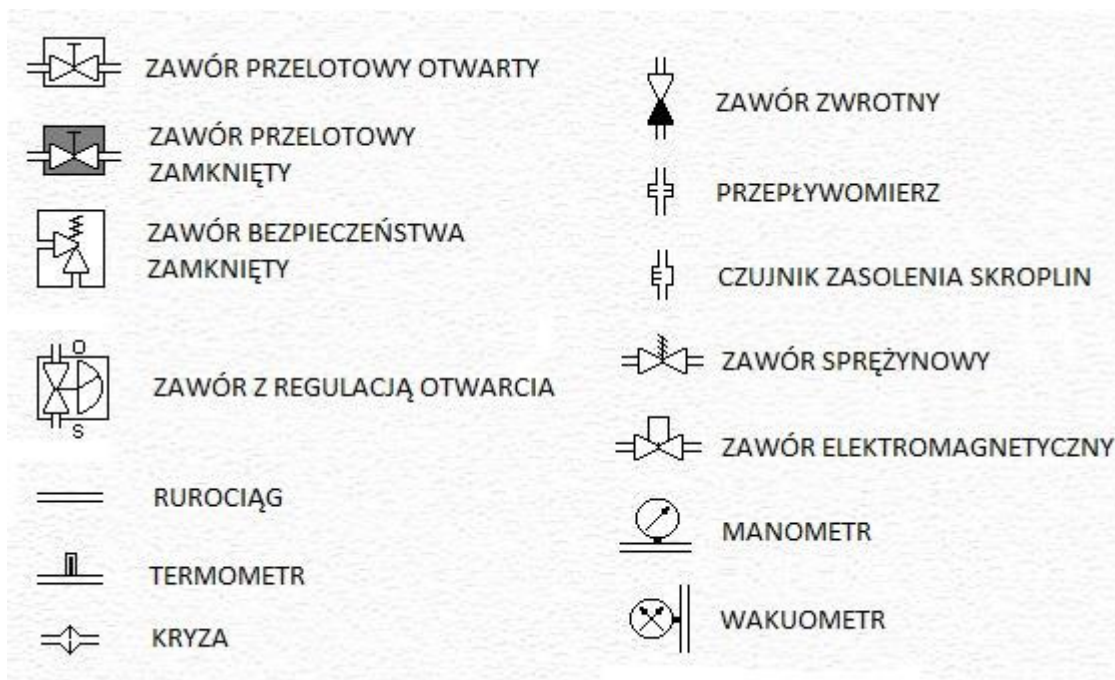 ZAWÓR PRZELOTOWY OTWARTY
ZAWÓR PRZELOTOWY
ZAMKNIĘTY
ZAWÓR BEZPIECZEŃSTWA
ZAMKNIĘTY
O
ZAWÓR Z REGULACJĄ OTWARCIA
S
RUROCIĄG
TERMOMETR
KRYZA
ZAWÓR ZWROTNY
PRZEPŁYWOMIERZ
CZUJNIK ZASOLENIA SKROPLIN
ZAWÓR SPRĘŻYNOWY
ZAWÓR ELEKTROMAGNETYCZNY
MANOMETR
WAKUOMETR